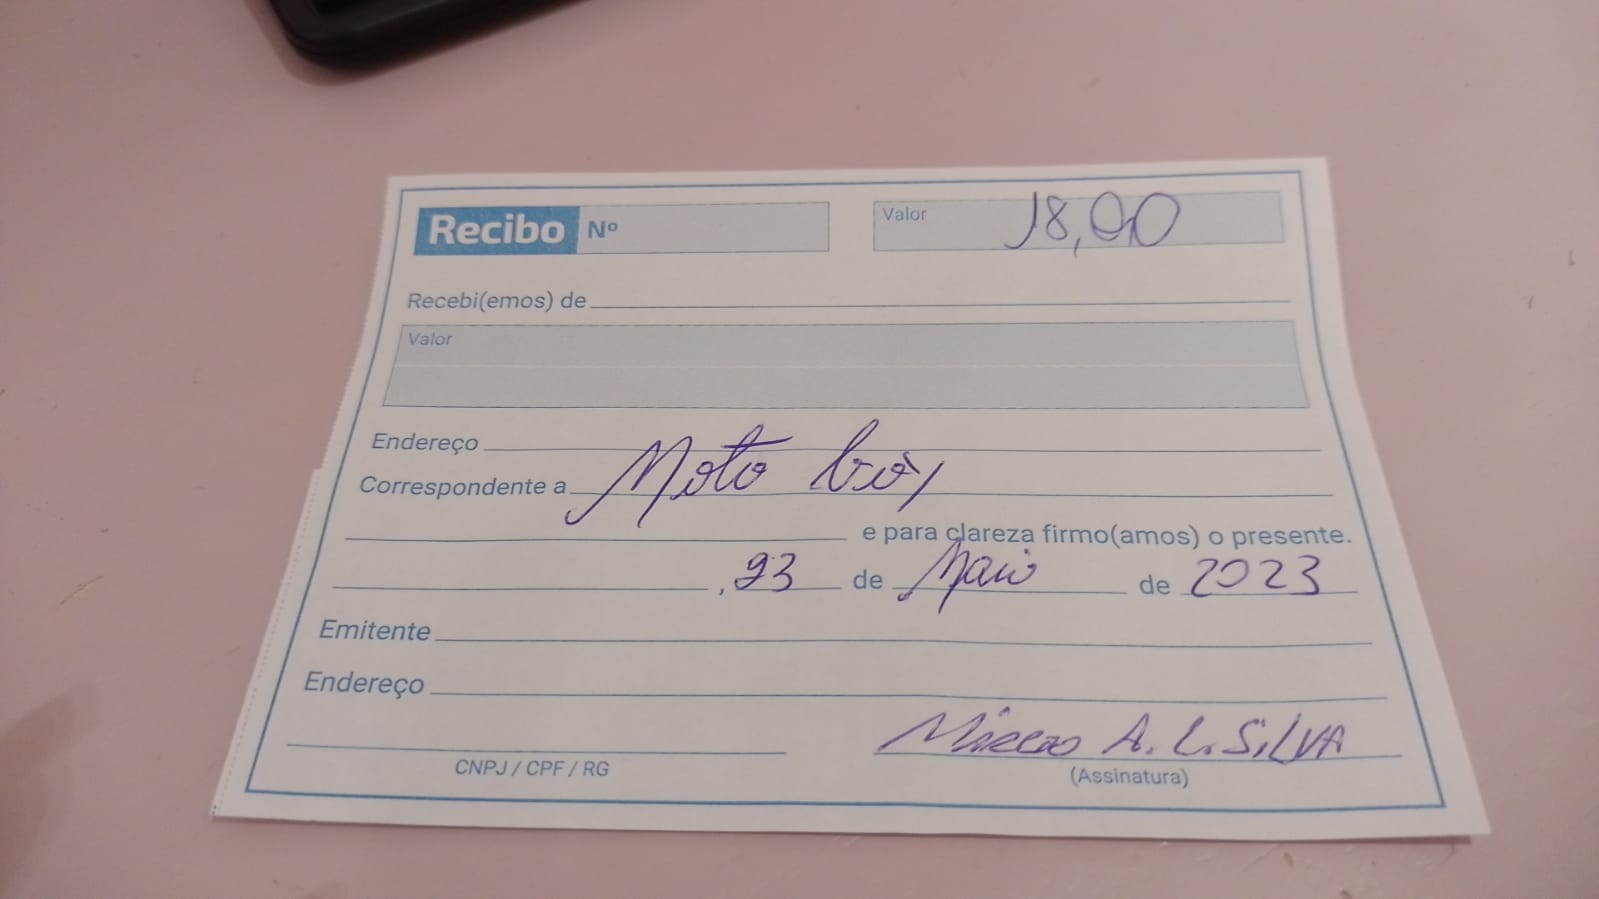 Recibo Nº
Valor 18,00
Recebi(emos) de
Valor
Endereço
Correspondente a Moto boy
e para clareza firmo(amos) o presente.
, 23 de Maio de 2023
Emitente
Endereço
CNPJ / CPF / RG
A. L. SilVA
(Assinatura)